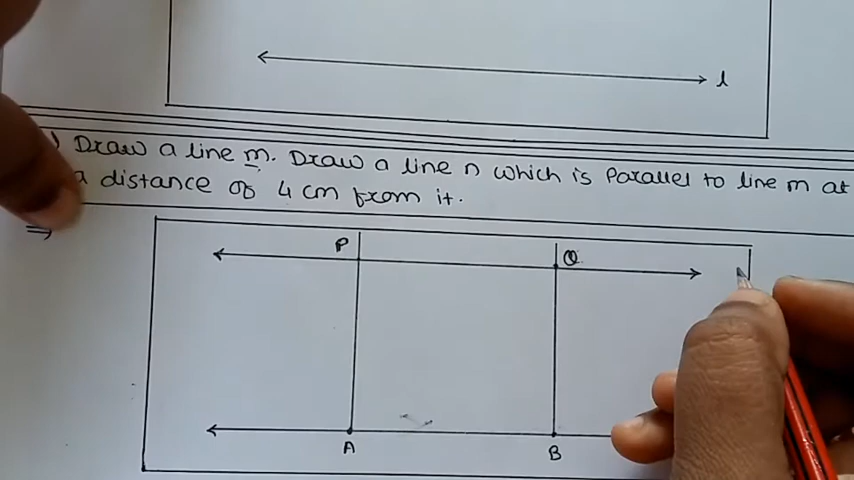 l
) Draw a line m. Draw a line n which is parallel to line m at
a distance of 4 cm from it.
⇒
P Q
A B